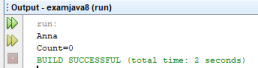 Output - examjava8 (run)
run:
Anna
Count=0
BUILD SUCCESSFUL (total time: 2 seconds)